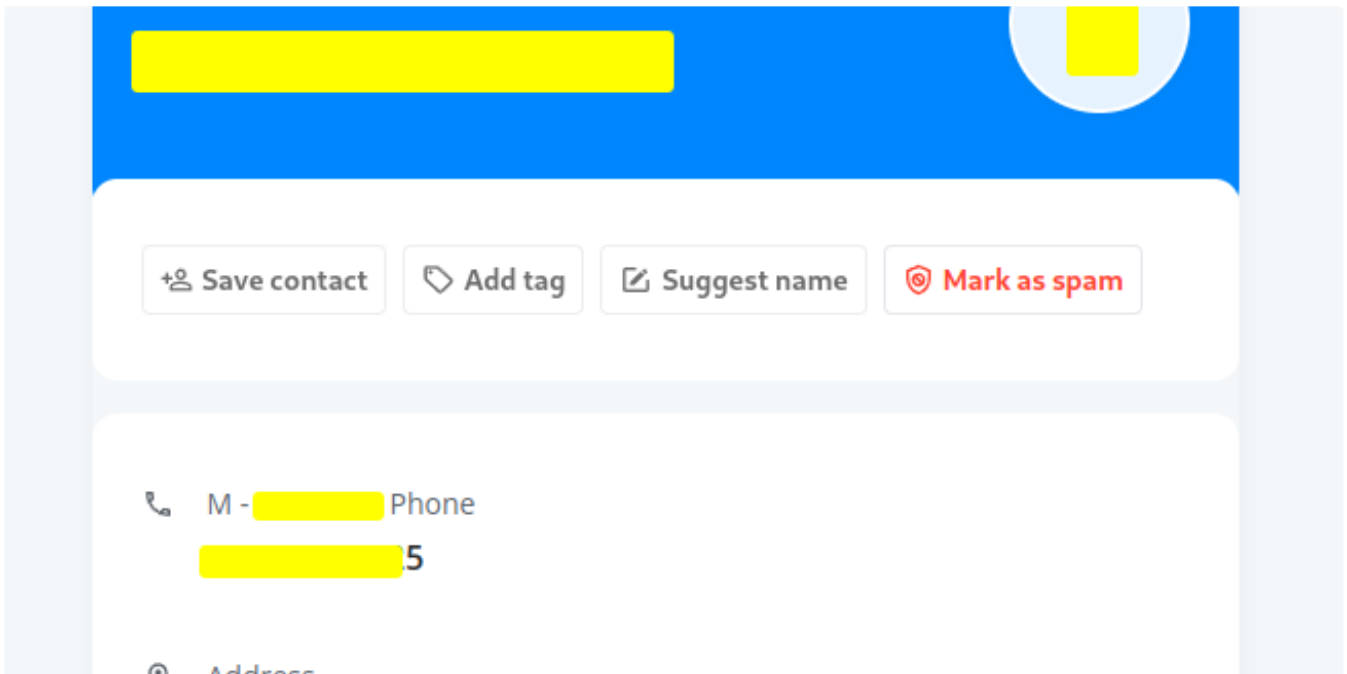 Save contact
Add tag
Suggest name
Mark as spam
M - Phone
5
Address